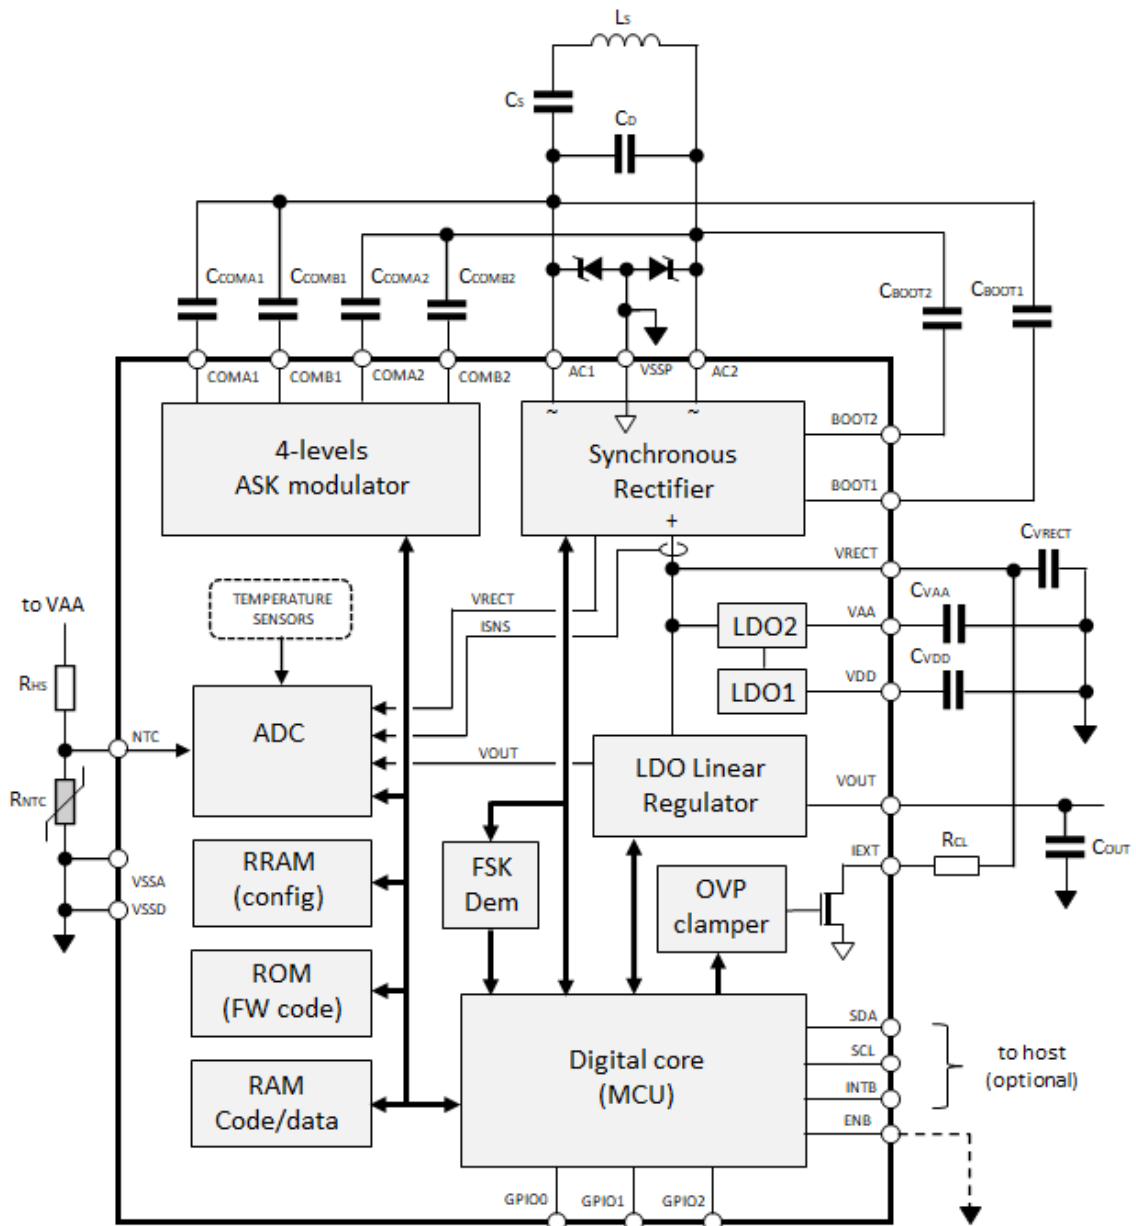 Ls
Cs
CD
CCOMA1
CCOMB1
CCOMA2
CCOMB2
CBOOT2
CBOOT1
COMA1
COMB1
COMA2
COMB2
AC1
VSSP
AC2
~
~
4-levels
ASK modulator
Synchronous
Rectifier
+
BOOT2
BOOT1
CVRECT
VRECT
to VAA
TEMPERATURE
SENSORS
VRECT
ISNS
LDO2
VAA
CVAA
RHS
LDO1
VDD
CVDD
NTC
ADC
VOUT
LDO Linear
Regulator
VOUT
RNTC
IEXT
RCL
COUT
VSSA
VSSD
RRAM
(config)
FSK
Dem
OVP
clamper
ROM
(FW code)
RAM
Code/data
Digital core
(MCU)
SDA
SCL
INTB
ENB
to host
(optional)
GPIO0
GPIO1
GPIO2